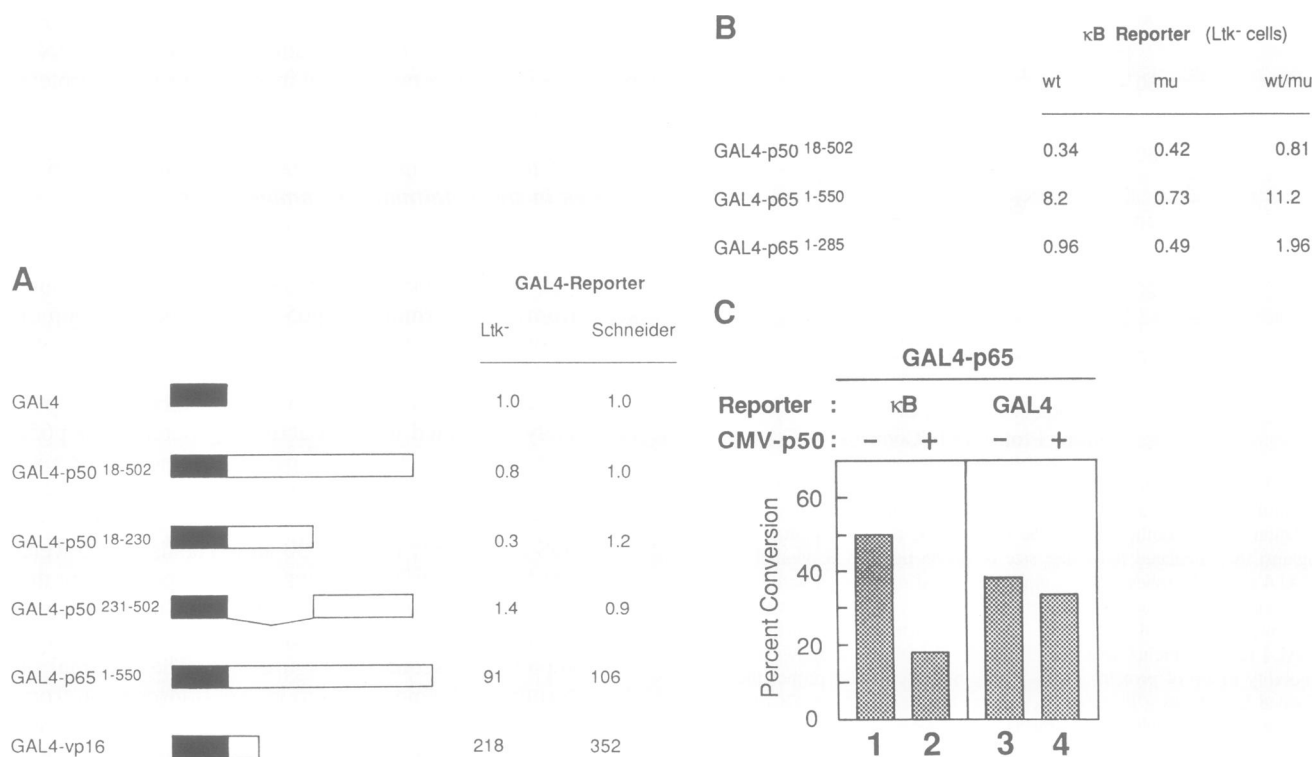 A
GAL4-Reporter
Ltk- Schneider
GAL4 1.0 1.0
GAL4-p50 18-502 0.8 1.0
GAL4-p50 18-230 0.3 1.2
GAL4-p50 231-502 1.4 0.9
GAL4-p65 1-550 91 106
GAL4-vp16 218 352
B
κB Reporter (Ltk- cells)
wt mu wt/mu
GAL4-p50 18-502 0.34 0.42 0.81
GAL4-p65 1-550 8.2 0.73 11.2
GAL4-p65 1-285 0.96 0.49 1.96
C
GAL4-p65
Reporter : κB GAL4
CMV-p50 : – + – +
Percent Conversion
60
40
20
0
1 2 3 4